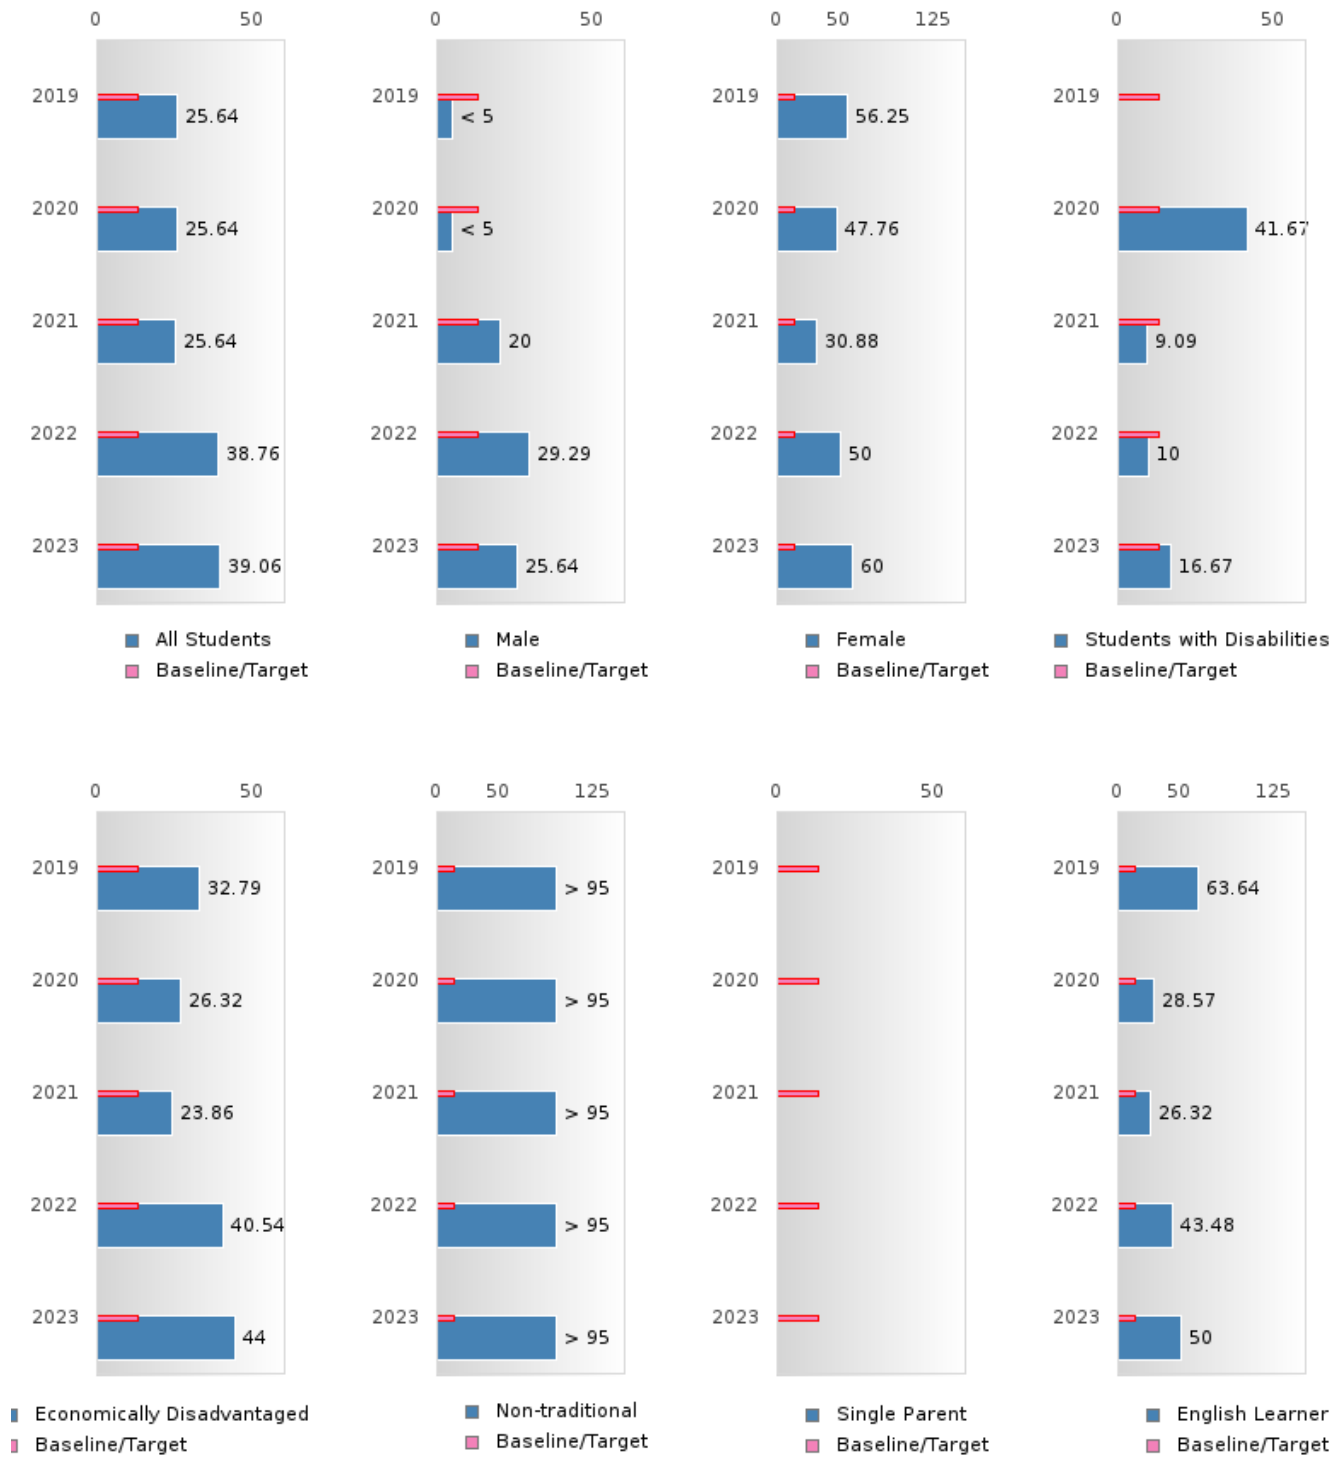 0 50 0 50 0 50 125 0 50
2019 25.64 2019 < 5 2019 56.25 2019
2020 25.64 2020 < 5 2020 47.76 2020 41.67
2021 25.64 2021 20 2021 30.88 2021 9.09
2022 38.76 2022 29.29 2022 50 2022 10
2023 39.06 2023 25.64 2023 60 2023 16.67
All Students Male Female Students with Disabilities
Baseline/Target Baseline/Target Baseline/Target Baseline/Target
0 50 0 50 125 0 50 0 50 125
2019 32.79 2019 > 95 2019 2019 63.64
2020 26.32 2020 > 95 2020 2020 28.57
2021 23.86 2021 > 95 2021 2021 26.32
2022 40.54 2022 > 95 2022 2022 43.48
2023 44 2023 > 95 2023 2023 50
Economically Disadvantaged Non-traditional Single Parent English Learner
Baseline/Target Baseline/Target Baseline/Target Baseline/Target